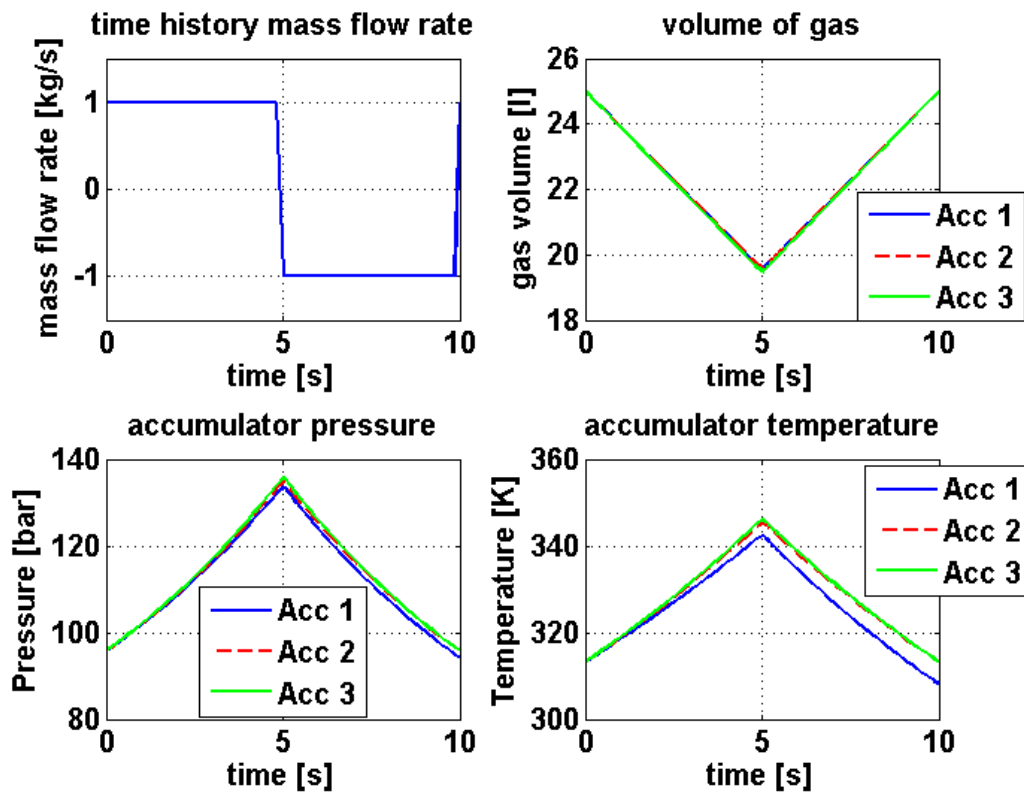 time history mass flow rate
mass flow rate [kg/s]
1
0
-1
0
5
10
time [s]
volume of gas
gas volume [l]
26
24
22
20
18
0
5
10
time [s]
Acc 1
Acc 2
Acc 3
accumulator pressure
Pressure [bar]
140
120
100
80
0
5
10
time [s]
Acc 1
Acc 2
Acc 3
accumulator temperature
Temperature [K]
360
340
320
300
0
5
10
time [s]
Acc 1
Acc 2
Acc 3